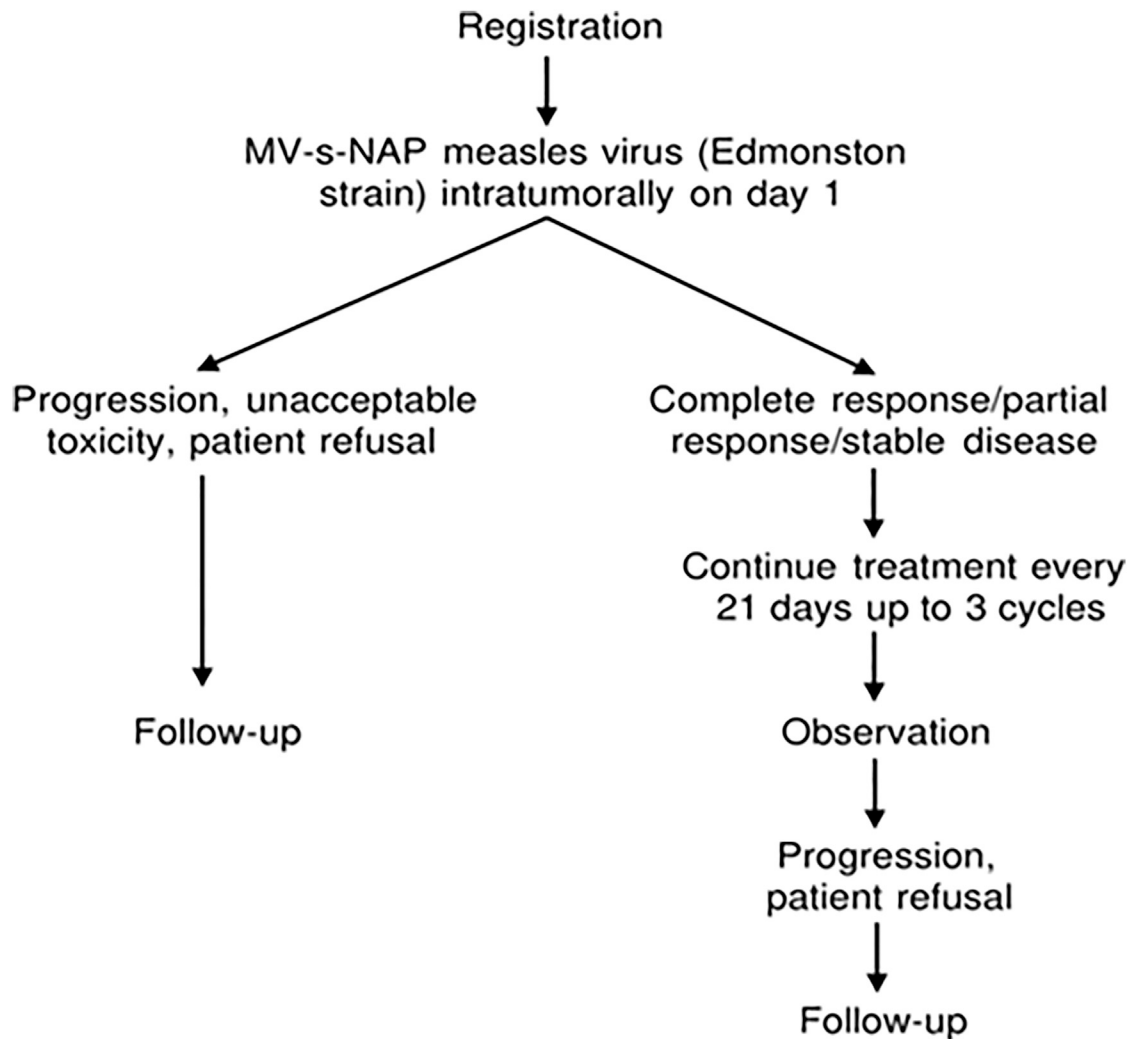 Registration
MV-s-NAP measles virus (Edmonston
strain) intratumorally on day 1
Progression, unacceptable
toxicity, patient refusal
Follow-up
Complete response/partial
response/stable disease
Continue treatment every
21 days up to 3 cycles
Observation
Progression,
patient refusal
Follow-up